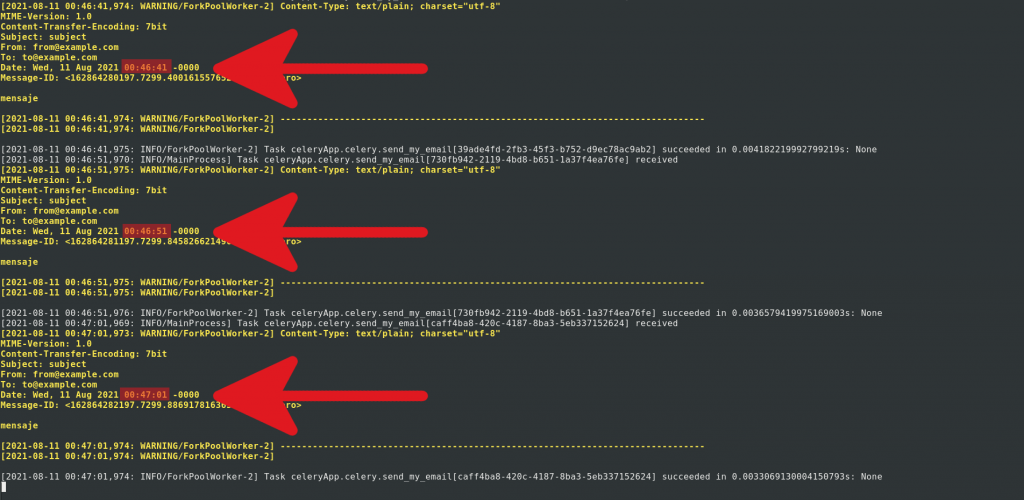 [2021-08-11 00:46:41,974: WARNING/ForkPoolWorker-2] Content-Type: text/plain; charset="utf-8"
MIME-Version: 1.0
Content-Transfer-Encoding: 7bit
Subject: subject
From: from@example.com
To: to@example.com
Date: Wed, 11 Aug 2021 00:46:41 -0000
Message-ID:

mensaje

[2021-08-11 00:46:41,974: WARNING/ForkPoolWorker-2] --------------------------------------------------------------------------------
[2021-08-11 00:46:41,974: WARNING/ForkPoolWorker-2]

[2021-08-11 00:46:41,975: INFO/ForkPoolWorker-2] Task celeryApp.celery.send_my_email[39ade4fd-2fb3-45f3-b752-d9ec78ac9ab2] succeeded in 0.004182219992799219s: None
[2021-08-11 00:46:51,970: INFO/MainProcess] Task celeryApp.celery.send_my_email[730fb942-2119-4bd8-b651-1a37f4ea76fe] received
[2021-08-11 00:46:51,975: WARNING/ForkPoolWorker-2] Content-Type: text/plain; charset="utf-8"
MIME-Version: 1.0
Content-Transfer-Encoding: 7bit
Subject: subject
From: from@example.com
To: to@example.com
Date: Wed, 11 Aug 2021 00:46:51 -0000
Message-ID:

mensaje

[2021-08-11 00:46:51,975: WARNING/ForkPoolWorker-2] --------------------------------------------------------------------------------
[2021-08-11 00:46:51,975: WARNING/ForkPoolWorker-2]

[2021-08-11 00:46:51,976: INFO/ForkPoolWorker-2] Task celeryApp.celery.send_my_email[730fb942-2119-4bd8-b651-1a37f4ea76fe] succeeded in 0.0036579419975169003s: None
[2021-08-11 00:47:01,969: INFO/MainProcess] Task celeryApp.celery.send_my_email[caff4ba8-420c-4187-8ba3-5eb337152624] received
[2021-08-11 00:47:01,973: WARNING/ForkPoolWorker-2] Content-Type: text/plain; charset="utf-8"
MIME-Version: 1.0
Content-Transfer-Encoding: 7bit
Subject: subject
From: from@example.com
To: to@example.com
Date: Wed, 11 Aug 2021 00:47:01 -0000
Message-ID:

mensaje

[2021-08-11 00:47:01,974: WARNING/ForkPoolWorker-2] --------------------------------------------------------------------------------
[2021-08-11 00:47:01,974: WARNING/ForkPoolWorker-2]

[2021-08-11 00:47:01,974: INFO/ForkPoolWorker-2] Task celeryApp.celery.send_my_email[caff4ba8-420c-4187-8ba3-5eb337152624] succeeded in 0.0033069130004150793s: None